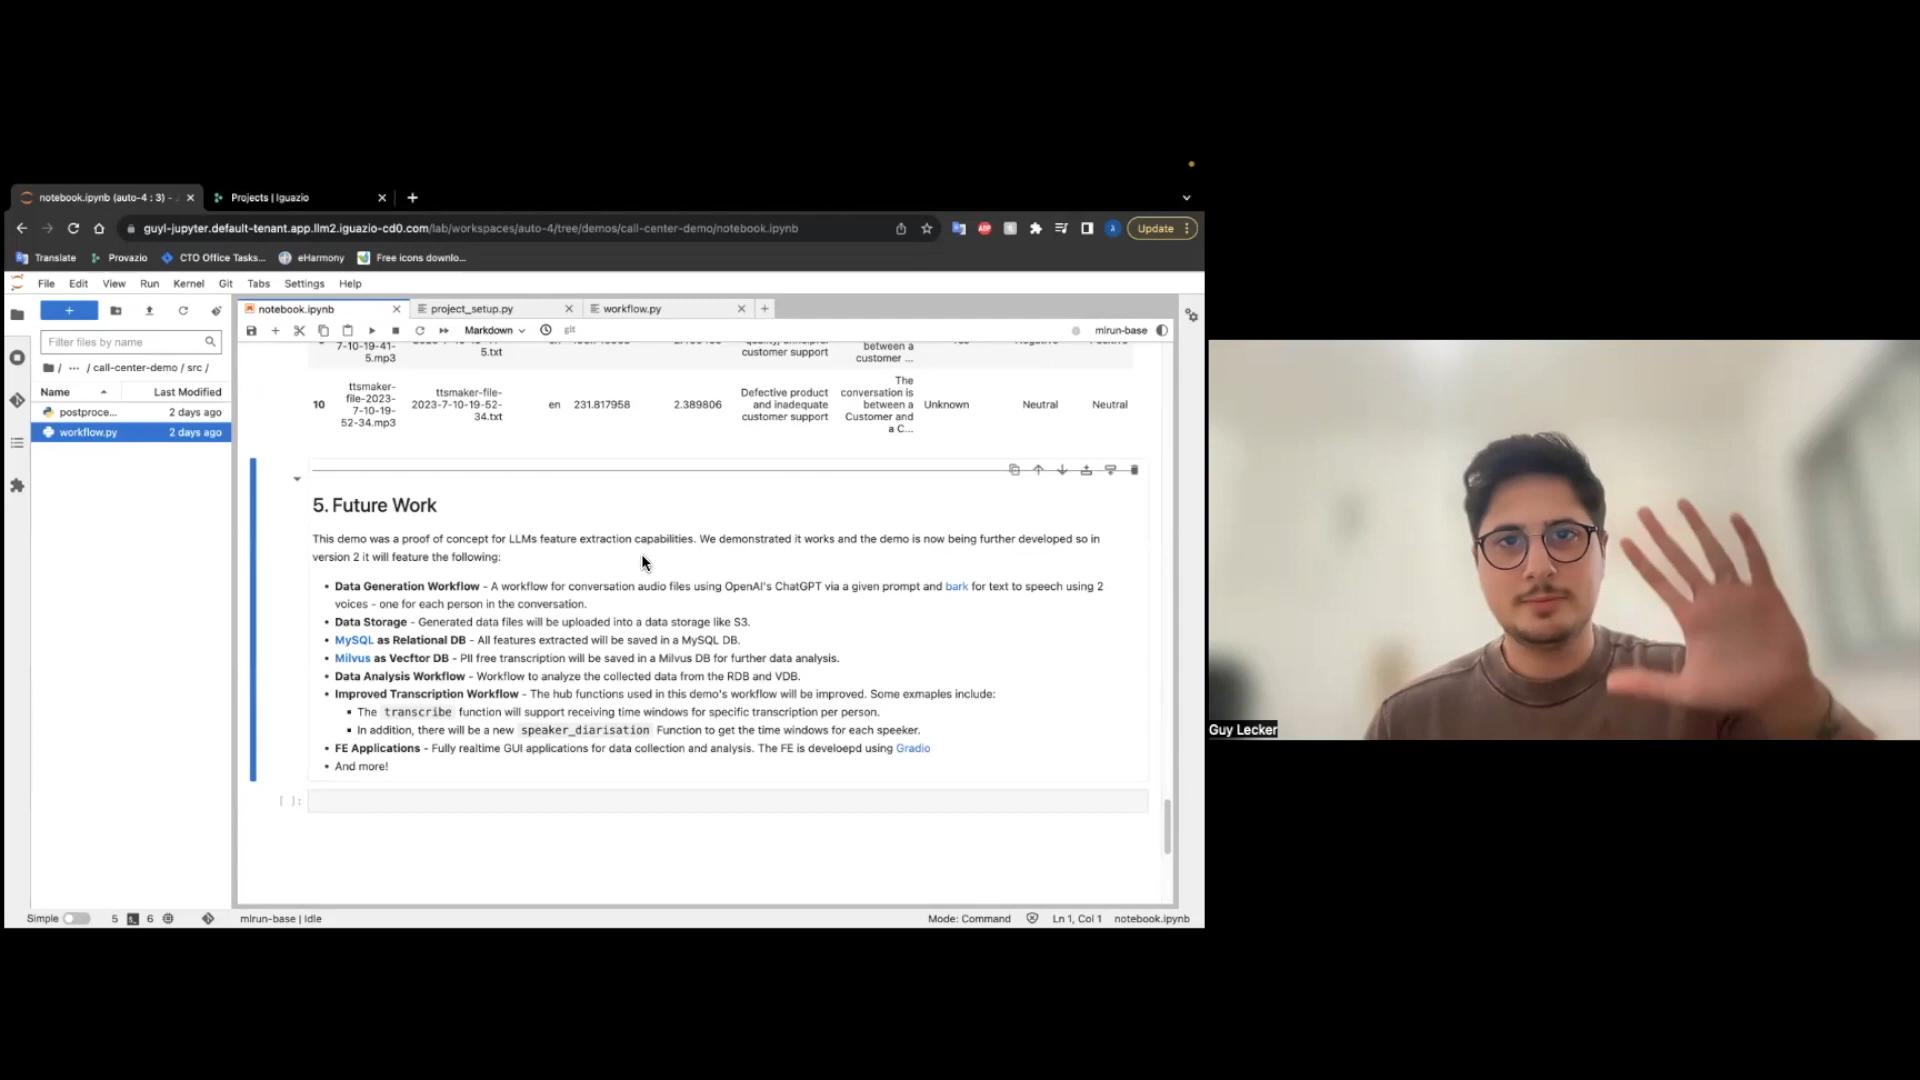 notebook.ipynb (auto-4 : 3) -
Projects | Iguazio
guyl-jupyter.default-tenant.app.llm2.iguazio-cd0.com/lab/workspaces/auto-4/tree/demos/call-center-demo/notebook.ipynb
Update
Translate
Provazio
CTO Office Tasks...
eHarmony
Free icons downlo...
File Edit View Run Kernel Git Tabs Settings Help
notebook.ipynb
project_setup.py
workflow.py
Filter files by name
Markdown
git
mlrun-base
/ ... / call-center-demo / src /
Name
Last Modified
postproce...
2 days ago
workflow.py
2 days ago
7-10-19-41-
5.mp3
5.txt
customer support
between a
customer ...
10
ttsmaker-
file-2023-
7-10-19-
52-34.mp3
ttsmaker-file-
2023-7-10-19-52-
34.txt
en
231.817958
2.389806
Defective product
and inadequate
customer support
The
conversation is
between a
Customer and
a C...
Unknown
Neutral
Neutral
5. Future Work
This demo was a proof of concept for LLMs feature extraction capabilities. We demonstrated it works and the demo is now being further developed so in
version 2 it will feature the following:
• Data Generation Workflow - A workflow for conversation audio files using OpenAI's ChatGPT via a given prompt and bark for text to speech using 2
voices - one for each person in the conversation.
• Data Storage - Generated data files will be uploaded into a data storage like S3.
• MySQL as Relational DB - All features extracted will be saved in a MySQL DB.
• Milvus as Vecftor DB - PII free transcription will be saved in a Milvus DB for further data analysis.
• Data Analysis Workflow - Workflow to analyze the collected data from the RDB and VDB.
• Improved Transcription Workflow - The hub functions used in this demo's workflow will be improved. Some exmaples include:
▪ The transcribe function will support receiving time windows for specific transcription per person.
▪ In addition, there will be a new speaker_diarisation Function to get the time windows for each speeker.
• FE Applications - Fully realtime GUI applications for data collection and analysis. The FE is develoepd using Gradio
• And more!
[ ]:
Guy Lecker
Simple
5
6
mlrun-base | Idle
Mode: Command
Ln 1, Col 1
notebook.ipynb